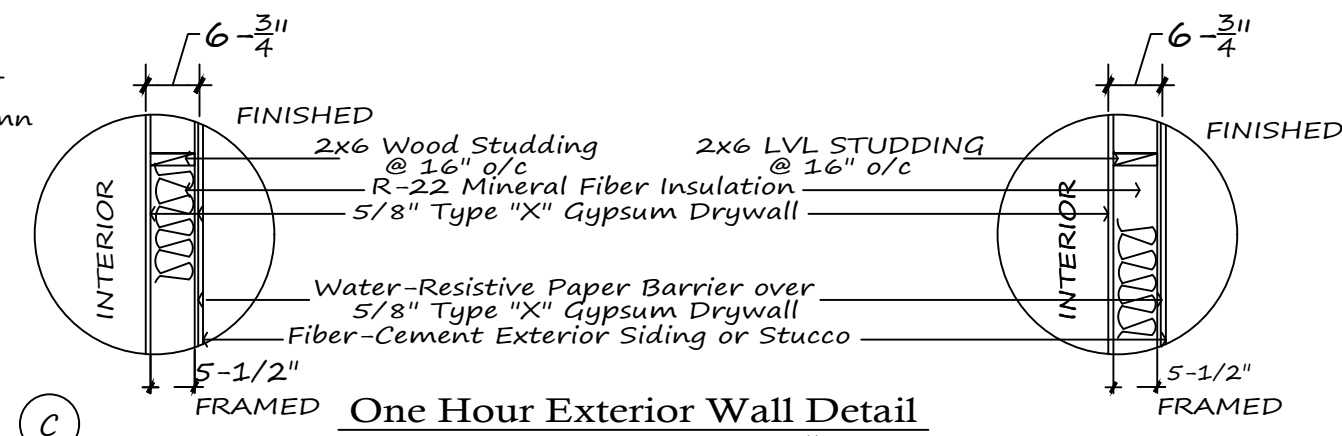 6-3/4"
6-3/4"
mn
FINISHED
FINISHED
2x6 Wood Studding
@ 16" o/c
2x6 LVL STUDDING
@ 16" o/c
R-22 Mineral Fiber Insulation
5/8" Type "X" Gypsum Drywall
INTERIOR
INTERIOR
Water-Resistive Paper Barrier over
5/8" Type "X" Gypsum Drywall
Fiber-Cement Exterior Siding or Stucco
5-1/2"
FRAMED
5-1/2"
FRAMED
C
One Hour Exterior Wall Detail